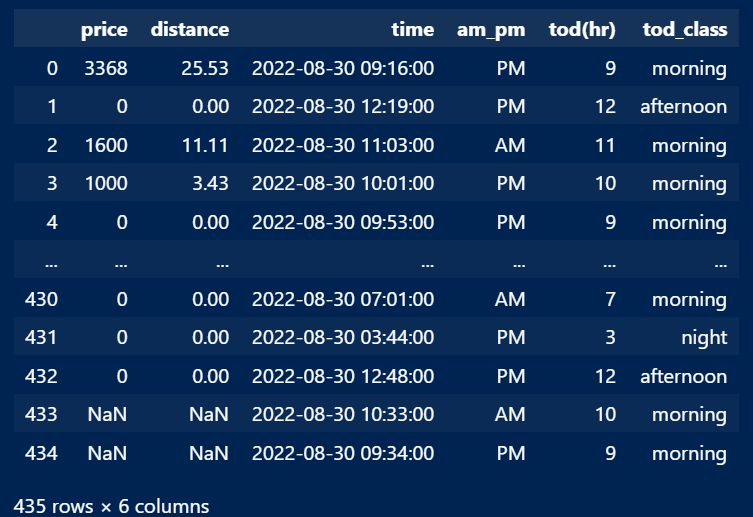 price distance time am_pm tod(hr) tod_class
0 3368 25.53 2022-08-30 09:16:00 PM 9 morning
1 0 0.00 2022-08-30 12:19:00 PM 12 afternoon
2 1600 11.11 2022-08-30 11:03:00 AM 11 morning
3 1000 3.43 2022-08-30 10:01:00 PM 10 morning
4 0 0.00 2022-08-30 09:53:00 PM 9 morning
... ... ... ... ... ... ...
430 0 0.00 2022-08-30 07:01:00 AM 7 morning
431 0 0.00 2022-08-30 03:44:00 PM 3 night
432 0 0.00 2022-08-30 12:48:00 PM 12 afternoon
433 NaN NaN 2022-08-30 10:33:00 AM 10 morning
434 NaN NaN 2022-08-30 09:34:00 PM 9 morning
435 rows × 6 columns